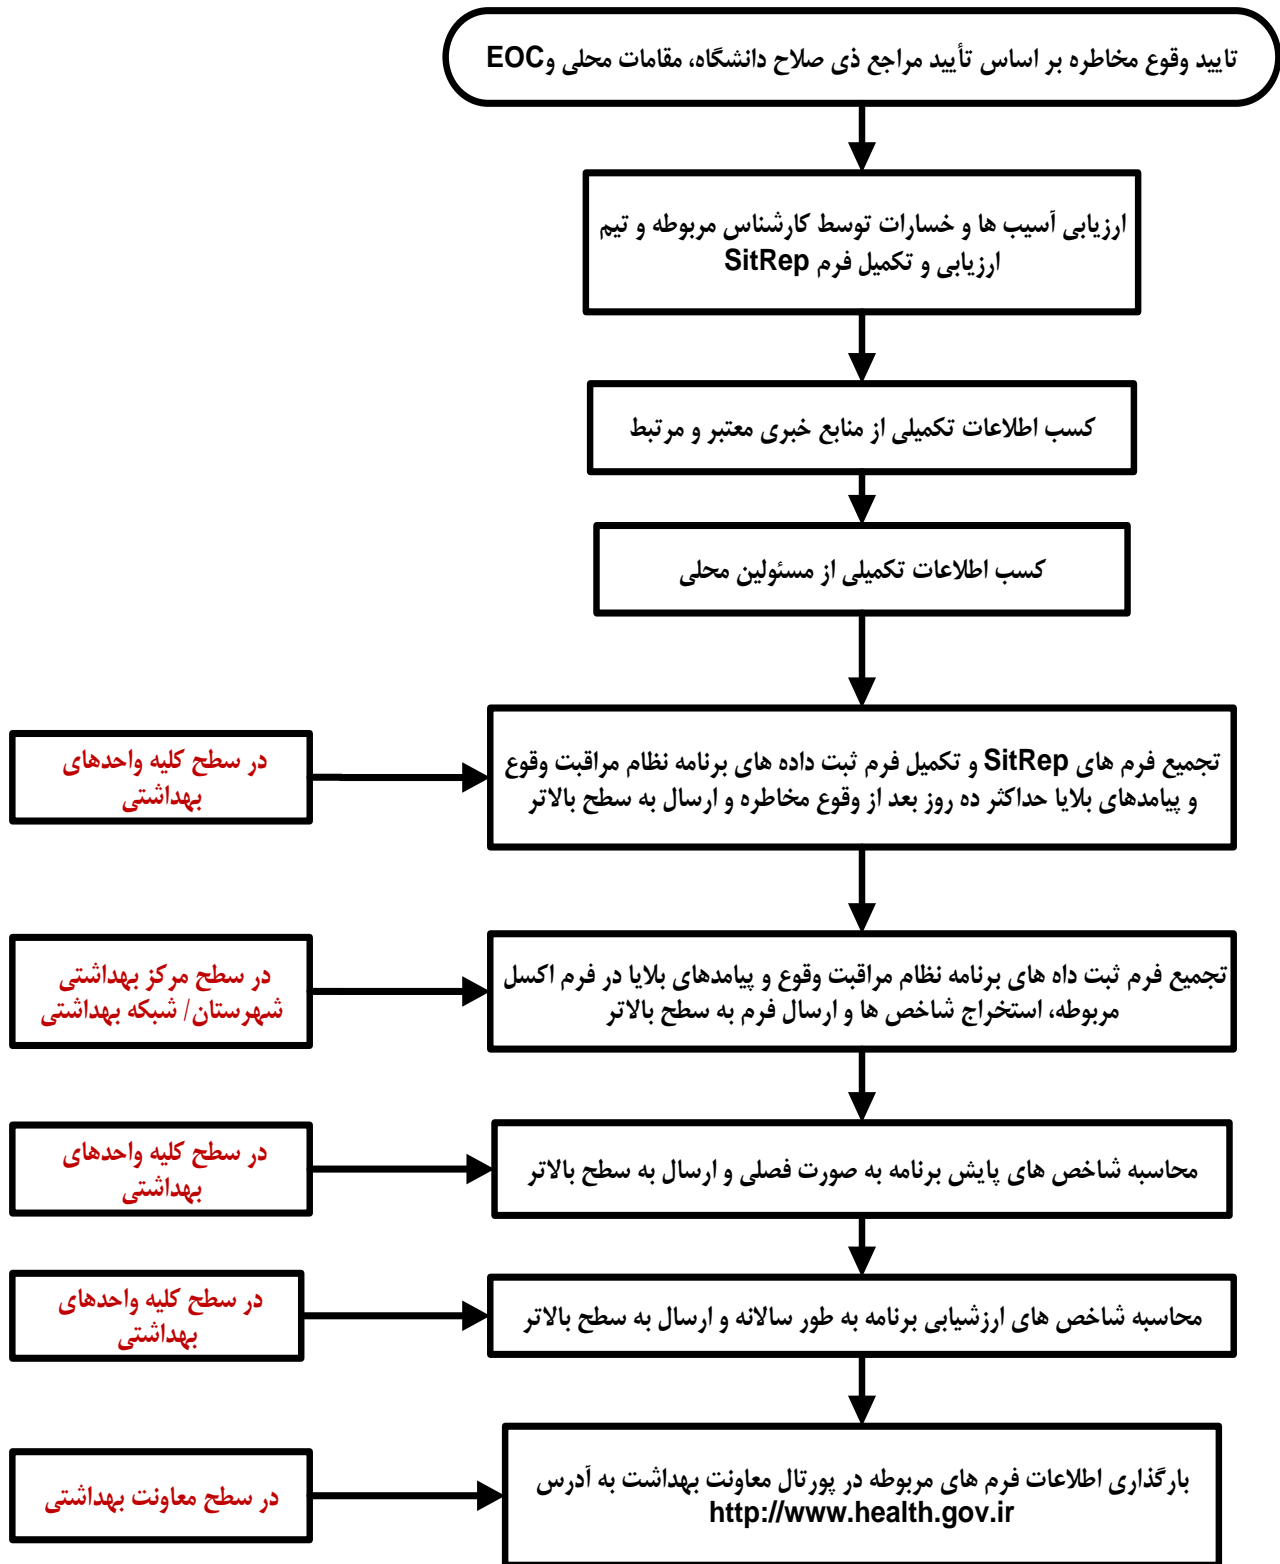 تایید وقوع مخاطره بر اساس تأیید مراجع ذی صلاح دانشگاه، مقامات محلی وEOC
ارزیابی آسیب ها و خسارات توسط کارشناس مربوطه و تیم
ارزیابی و تکمیل فرم SitRep
کسب اطلاعات تکمیلی از منابع خبری معتبر و مرتبط
کسب اطلاعات تکمیلی از مسئولین محلی
تجمیع فرم های SitRep و تکمیل فرم ثبت داده های برنامه نظام مراقبت وقوع
و پیامدهای بلایا حداکثر ده روز بعد از وقوع مخاطره و ارسال به سطح بالاتر
در سطح کلیه واحدهای
بهداشتی
تجمیع فرم ثبت داه های برنامه نظام مراقبت وقوع و پیامدهای بلایا در فرم اکسل
مربوطه، استخراج شاخص ها و ارسال فرم به سطح بالاتر
در سطح مرکز بهداشتی
شهرستان/ شبکه بهداشتی
محاسبه شاخص های پایش برنامه به صورت فصلی و ارسال به سطح بالاتر
در سطح کلیه واحدهای
بهداشتی
محاسبه شاخص های ارزشیابی برنامه به طور سالانه و ارسال به سطح بالاتر
در سطح کلیه واحدهای
بهداشتی
بارگذاری اطلاعات فرم های مربوطه در پورتال معاونت بهداشت به آدرس
http://www.health.gov.ir
در سطح معاونت بهداشتی